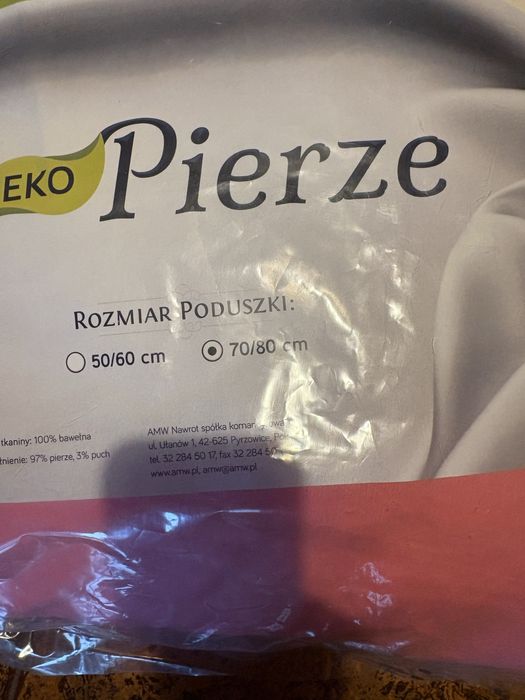 EKO Pierze
ROZMIAR PODUSZKI:
50/60 cm 70/80 cm
tkaniny: 100% bawełna
97% pierze, 3% puch
AMW Nawrot spółka
ul. Ułanów 1, 42-625 Pyrzowice,
tel. 32 284 50 17, fax 32 284 50
www.amw.pl, amw@amw.pl